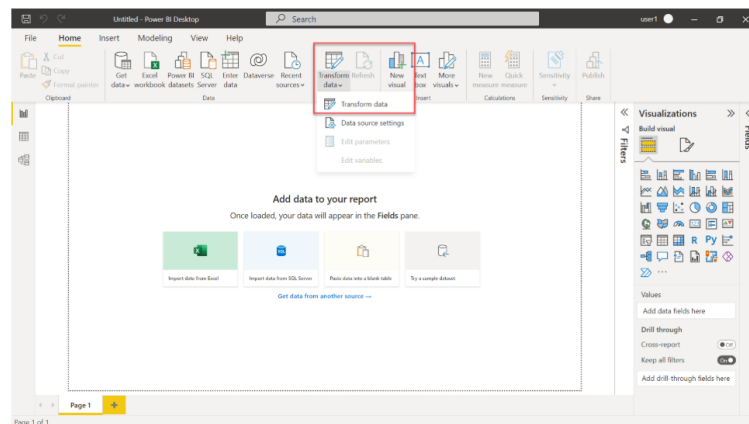 Untitled - Power BI Desktop
Search
user1
File Home Insert Modeling View Help
Paste
Cut
Copy
Format painter
Clipboard
Get data
Excel workbook
Power BI datasets
SQL Server
Enter data
Dataverse
Recent sources
Data
Transform data
Refresh
New visual
Text box
More visuals
Insert
New measure
Quick measure
Calculations
Sensitivity
Sensitivity
Publish
Share
Transform data
Data source settings
Edit parameters
Edit variables
Add data to your report
Once loaded, your data will appear in the Fields pane.
Import data from Excel
SQL
Import data from SQL Server
Paste data into a blank table
Try a sample dataset
Get data from another source →
Filters
Visualizations
Build visual
R Py
Values
Add data fields here
Drill through
Cross-report
Off
Keep all filters
On
Add drill-through fields here
Fields
Page 1
Page 1 of 1